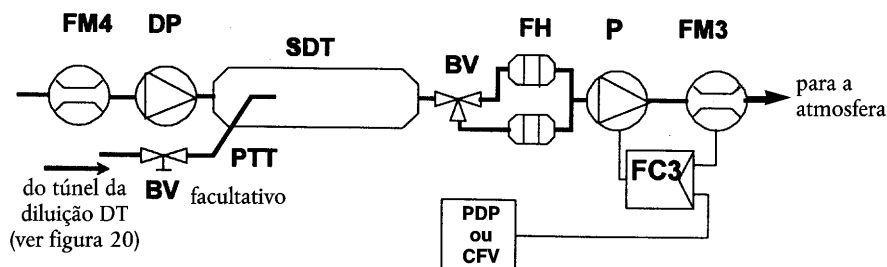 FM4
DP
SDT
BV
FH
P
FM3
para a
atmosfera
PTT
BV
facultativo
do túnel da
diluição DT
(ver figura 20)
FC3
PDP
ou
CFV